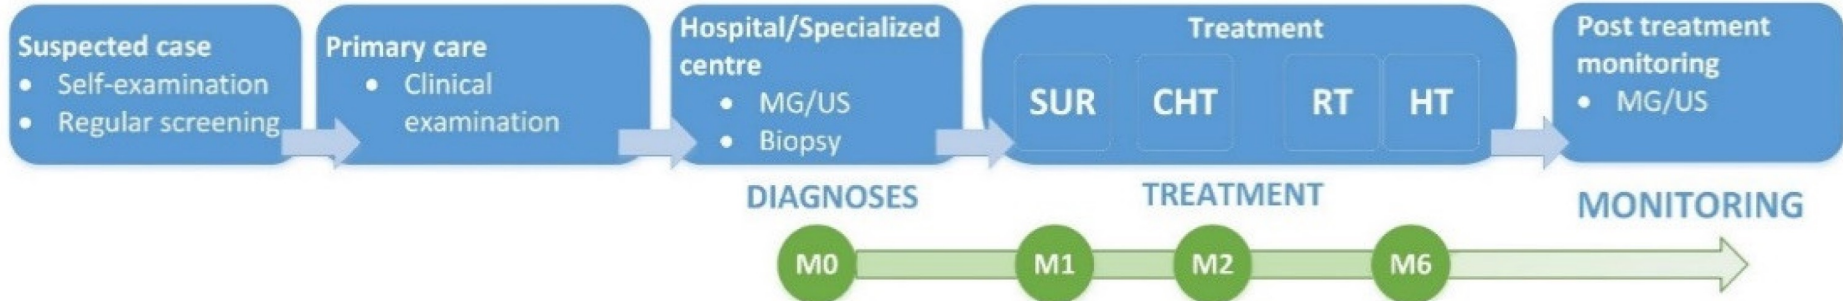 Suspected case
• Self-examination
• Regular screening
Primary care
• Clinical
examination
Hospital/Specialized
centre
• MG/US
• Biopsy
Treatment
SUR CHT RT HT
Post treatment
monitoring
• MG/US
DIAGNOSES TREATMENT MONITORING
M0 M1 M2 M6